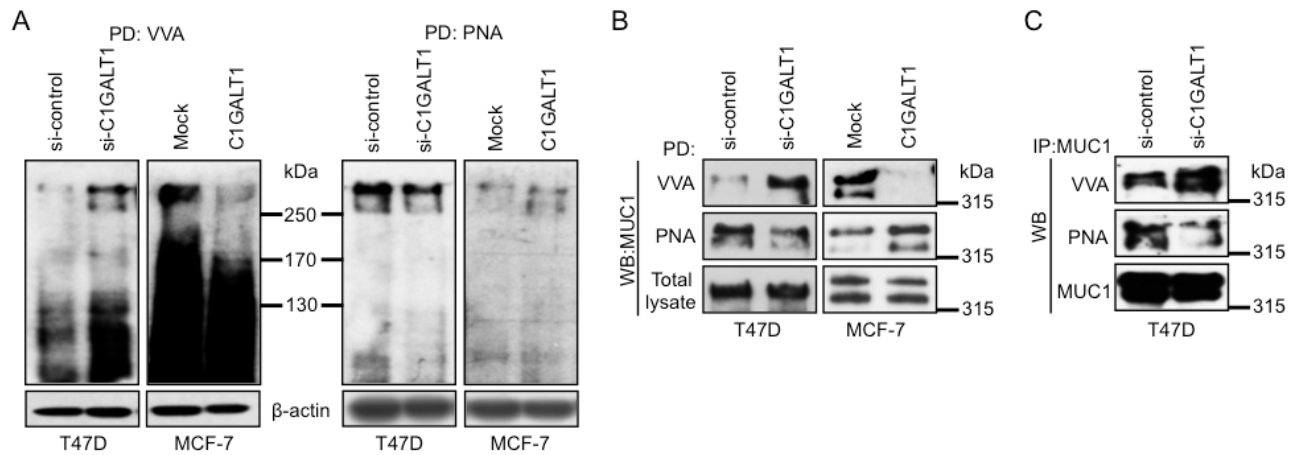 A
PD: VVA
PD: PNA
si-control
si-C1GALT1
Mock
C1GALT1
kDa
250
170
130
si-control
si-C1GALT1
Mock
C1GALT1
β-actin
T47D
MCF-7
T47D
MCF-7
B
si-control
si-C1GALT1
Mock
C1GALT1
PD:
kDa
WB:MUC1
VVA
315
PNA
315
Total
lysate
315
T47D
MCF-7
C
si-control
si-C1GALT1
IP:MUC1
kDa
WB
VVA
315
PNA
315
MUC1
315
T47D